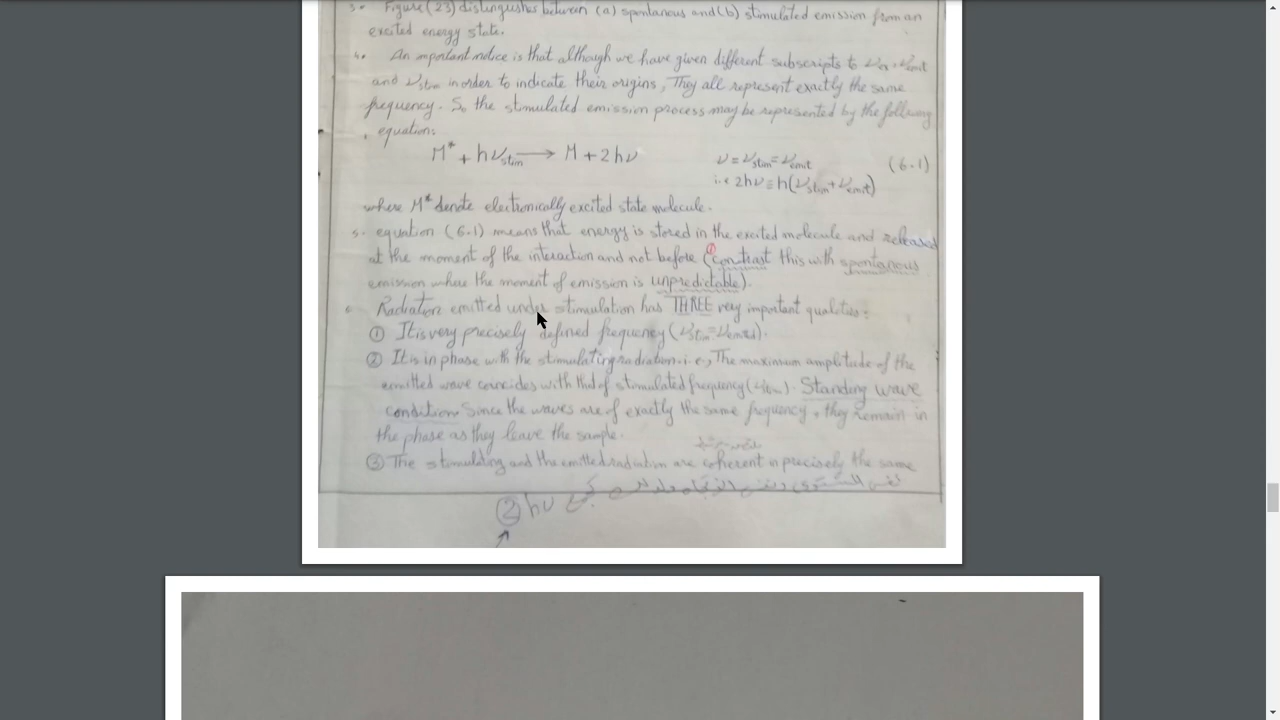 3. Figure (23) distinguishes between (a) spontanous and (b) stimulated emission from an
excited energy state.
4. An important notice is that although we have given different subscripts to ν emit
and νstim in order to indicate their origins, They all represent exactly the same
frequency. So the stimulated emission process may be represented by the following
equation:
M* + hνstim → M + 2hν ν = νstim = νemit (6.1)
i.e 2hν = h(νstim + νemit)
where M* denote electronically excited state molecule.
5. equation (6.1) means that energy is stored in the excited molecule and released
at the moment of the interaction and not before (contrast this with spontanous
emission where the moment of emission is unpredictable).
6 Radiation emitted under stimulation has THREE very important qualities:
① It is very precisely defined frequency (νstim = ).
② It is in phase with the stimulating radiation. i.e, The maximum amplitude of the
emitted wave coincides with that of stimulated frequency (νstim). Standing wave
condition. Since the waves are of exactly the same frequency, they remain in
the phase as they leave the sample.
③ The stimulating and the emitted radiation are coherent in precisely the same
نفس المستوى ونفس الاتجاه
② hν